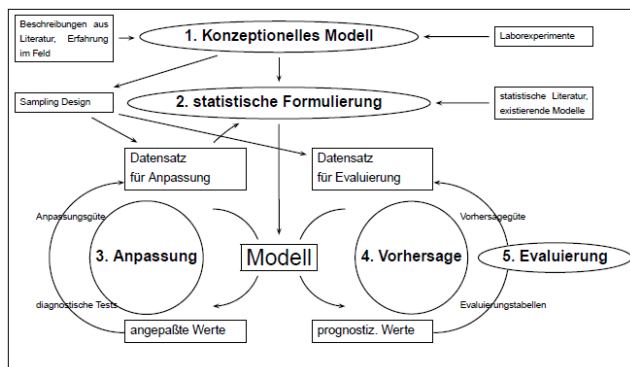 Beschreibungen aus
Literatur, Erfahrung
im Feld
1. Konzeptionelles Modell
Laborexperimente
Sampling Design
2. statistische Formulierung
statistische Literatur,
existierende Modelle
Datensatz
für Anpassung
Datensatz
für Evaluierung
Anpassungsgüte
Vorhersagegüte
3. Anpassung
Modell
4. Vorhersage
5. Evaluierung
diagnostische Tests
Evaluierungstabellen
angepaßte Werte
prognostiz. Werte